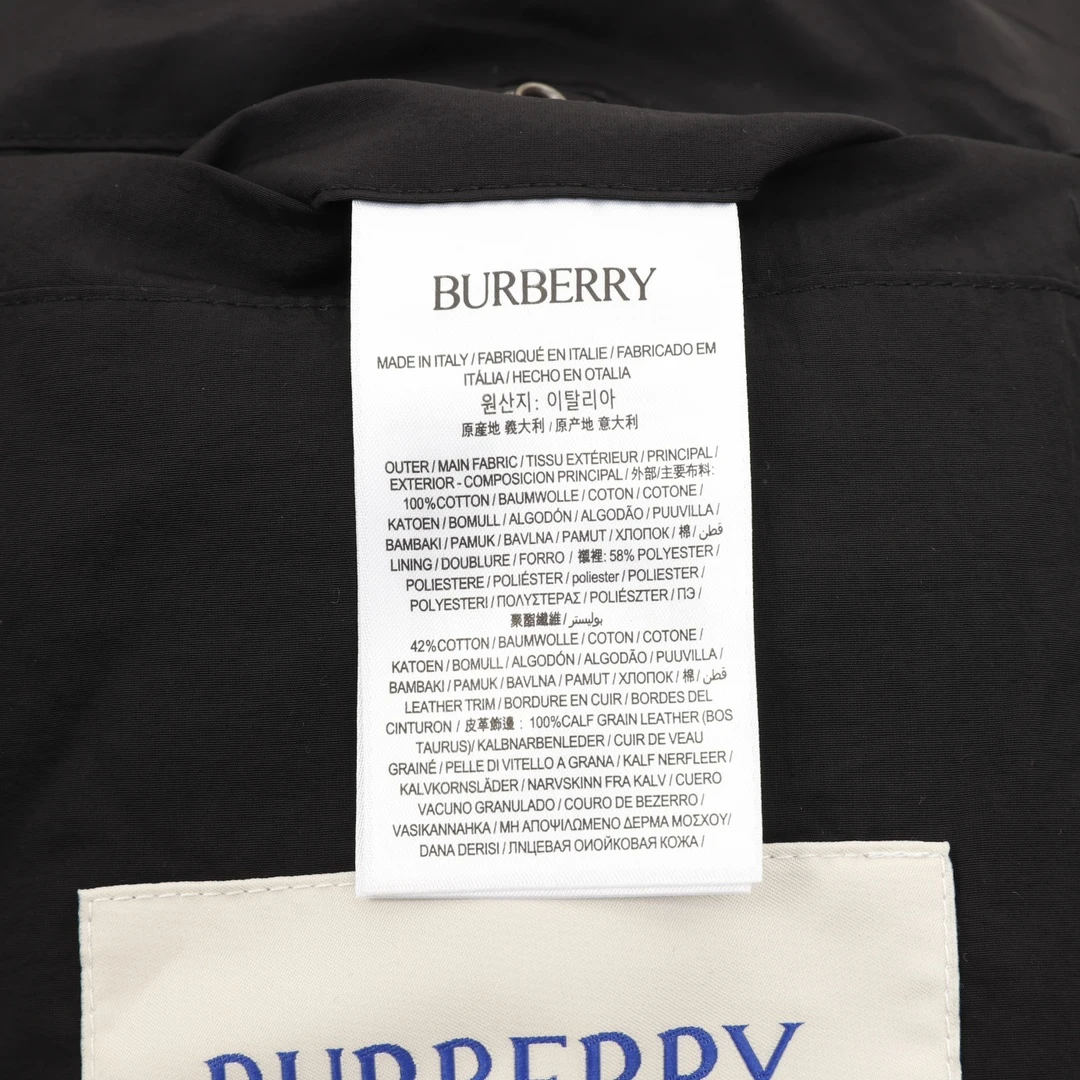 BURBERRY
MADE IN ITALY / FABRIQUÉ EN ITALIE / FABRICADO EM
ITÁLIA / HECHO EN OTALIA
원산지: 이탈리아
原産地 義大利 / 原产地 意大利
OUTER / MAIN FABRIC / TISSU EXTÉRIEUR / PRINCIPAL /
EXTERIOR - COMPOSICION PRINCIPAL / 外部/主要布料:
100%COTTON / BAUMWOLLE / COTON / COTONE /
KATOEN / BOMULL / ALGODÓN / ALGODÃO / PUUVILLA /
BAMBAKI / PAMUK / BAVLNA / PAMUT / ХЛОПОК / 棉 / قطن
LINING / DOUBLURE / FORRO / 襯裡: 58% POLYESTER /
POLIESTERE / POLIÉSTER / poliester / POLIESTER /
POLYESTERI / ΠΟΛΥΣΤΕΡΑΣ / POLIÉSZTER / ПЭ /
聚酯纖維 / بوليستر
42%COTTON / BAUMWOLLE / COTON / COTONE /
KATOEN / BOMULL / ALGODÓN / ALGODÃO / PUUVILLA /
BAMBAKI / PAMUK / BAVLNA / PAMUT / ХЛОПОК / 棉 / قطن
LEATHER TRIM / BORDURE EN CUIR / BORDES DEL
CINTURON / 皮革飾邊 : 100%CALF GRAIN LEATHER (BOS
TAURUS)/ KALBNARBENLEDER / CUIR DE VEAU
GRAINÉ / PELLE DI VITELLO A GRANA / KALF NERFLEER /
KALVKORNSLÄDER / NARVSKINN FRA KALV / CUERO
VACUNO GRANULADO / COURO DE BEZERRO /
VASIKANNAHKA / ΜΗ ΑΠΟΨΙΛΩΜΕΝΟ ΔΕΡΜΑ ΜΟΣΧΟΥ/
DANA DERISI / ЛNЦЕВАЯ ОИОЙКОВАЯ КОЖА /
BURBERRY